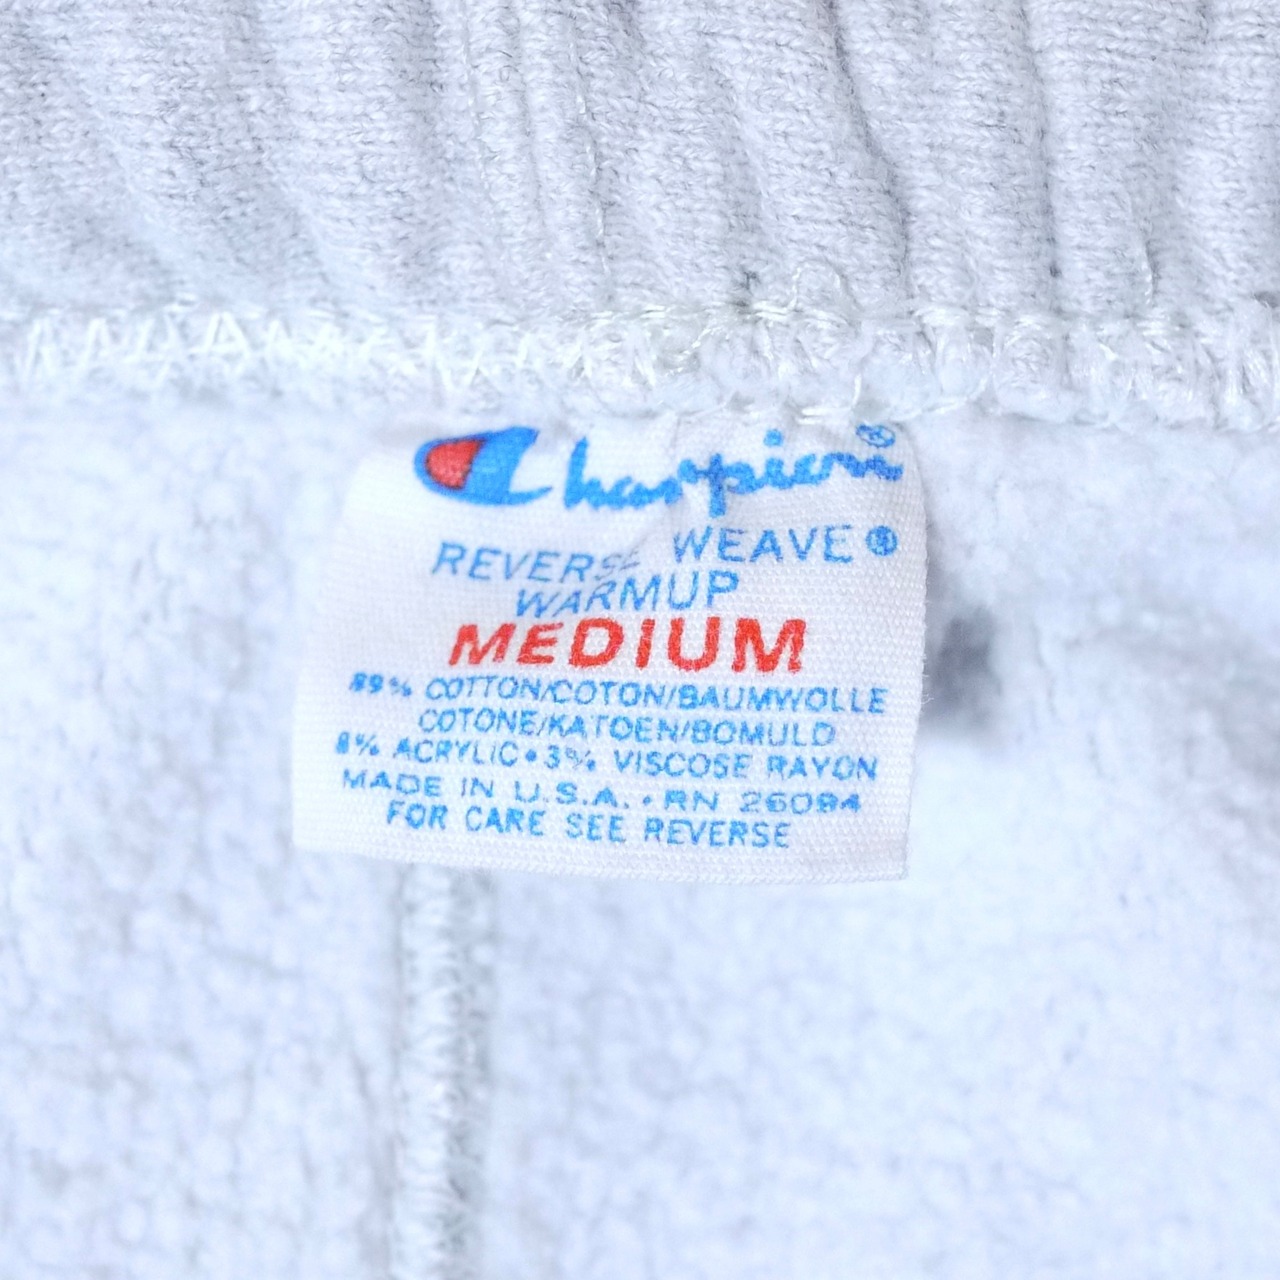 Champion®
REVERSE WEAVE®
WARMUP
MEDIUM
89% COTTON/COTON/BAUMWOLLE
COTONE/KATOEN/BOMULD
8% ACRYLIC•3% VISCOSE RAYON
MADE IN U.S.A. • RN 26094
FOR CARE SEE REVERSE